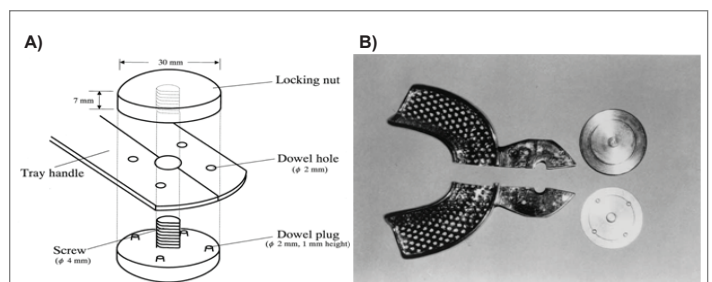 A)
30 mm
Locking nut
7 mm
Tray handle
Dowel hole
(ϕ 2 mm)
Screw
(ϕ 4 mm)
Dowel plug
(ϕ 2 mm, 1 mm height)
B)